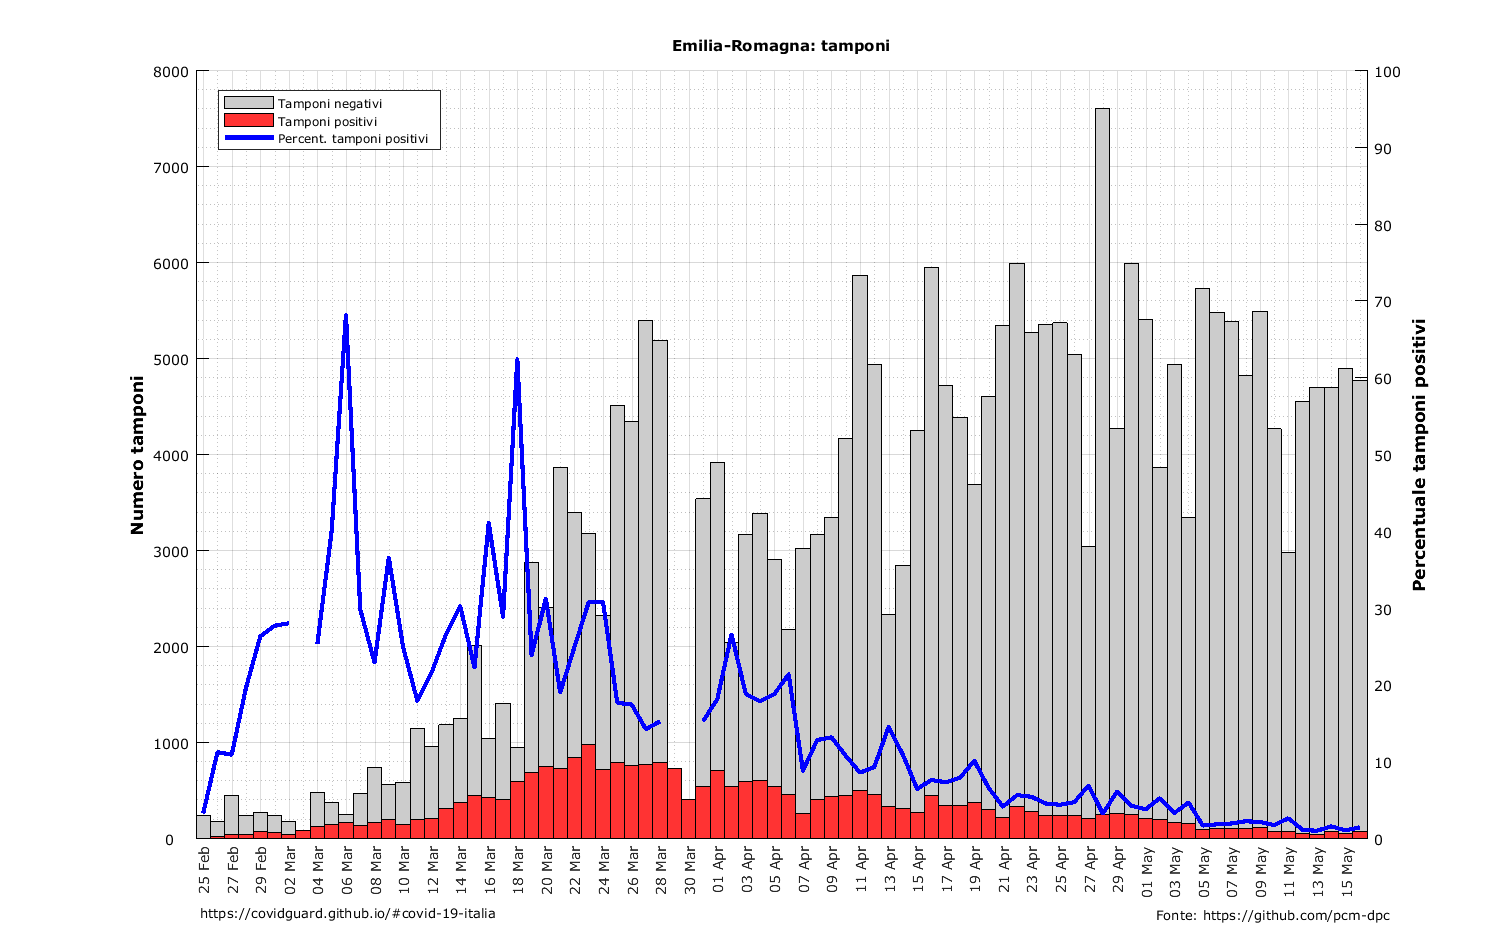 Emilia-Romagna: tamponi
Tamponi negativi
Tamponi positivi
Percent. tamponi positivi
Numero tamponi
8000
7000
6000
5000
4000
3000
2000
1000
0
Percentuale tamponi positivi
100
90
80
70
60
50
40
30
20
10
0
25 Feb
27 Feb
29 Feb
02 Mar
04 Mar
06 Mar
08 Mar
10 Mar
12 Mar
14 Mar
16 Mar
18 Mar
20 Mar
22 Mar
24 Mar
26 Mar
28 Mar
30 Mar
01 Apr
03 Apr
05 Apr
07 Apr
09 Apr
11 Apr
13 Apr
15 Apr
17 Apr
19 Apr
21 Apr
23 Apr
25 Apr
27 Apr
29 Apr
01 May
03 May
05 May
07 May
09 May
11 May
13 May
15 May
https://covidguard.github.io/#covid-19-italia
Fonte: https://github.com/pcm-dpc